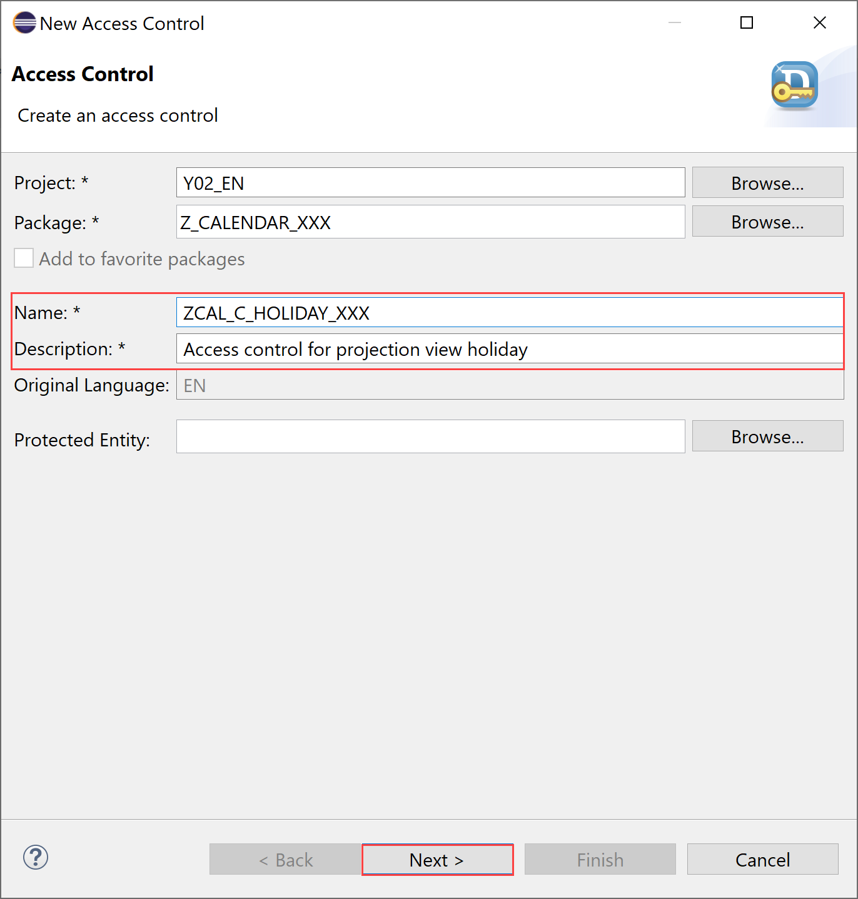 New Access Control
Access Control
Create an access control
Project: * Y02_EN Browse...
Package: * Z_CALENDAR_XXX Browse...
Add to favorite packages
Name: * ZCAL_C_HOLIDAY_XXX
Description: * Access control for projection view holiday
Original Language: EN
Protected Entity: Browse...
? < Back Next > Finish Cancel